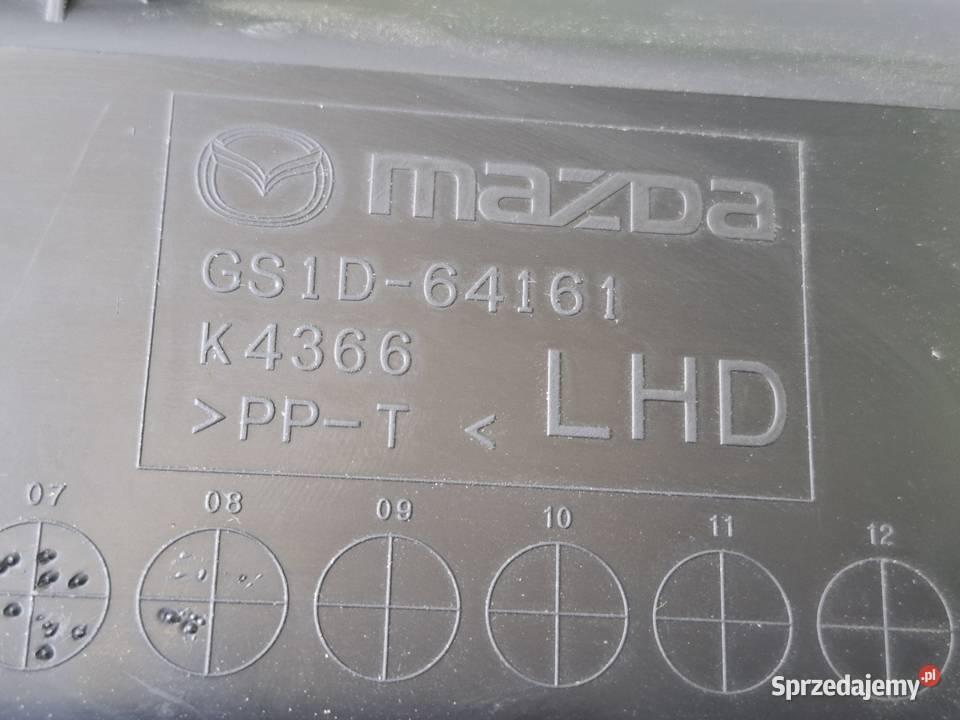 mazda
GS1D-64161
K4366
>PP-T < LHD
07 08 09 10 11 12
Sprzedajemy.pl